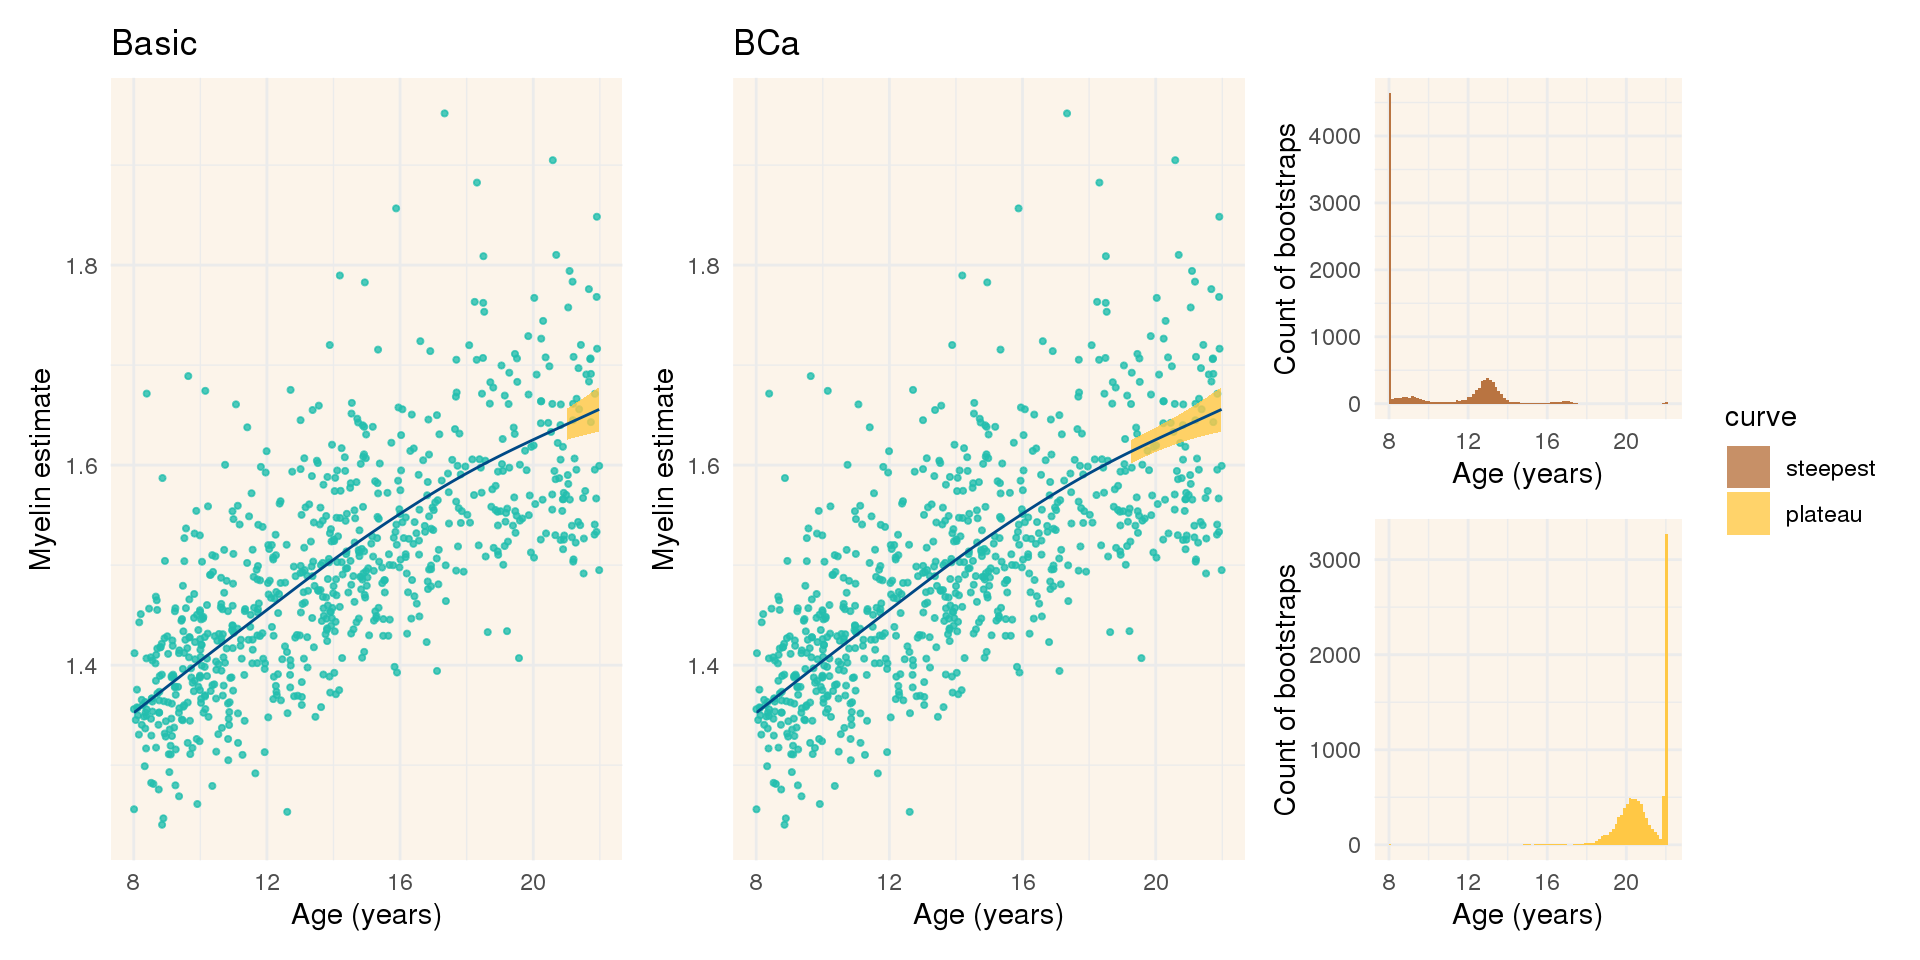 Basic
Myelin estimate
1.8
1.6
1.4
8 12 16 20
Age (years)
BCa
Myelin estimate
1.8
1.6
1.4
8 12 16 20
Age (years)
Count of bootstraps
4000
3000
2000
1000
0
8 12 16 20
Age (years)
Count of bootstraps
3000
2000
1000
0
8 12 16 20
Age (years)
curve
steepest
plateau